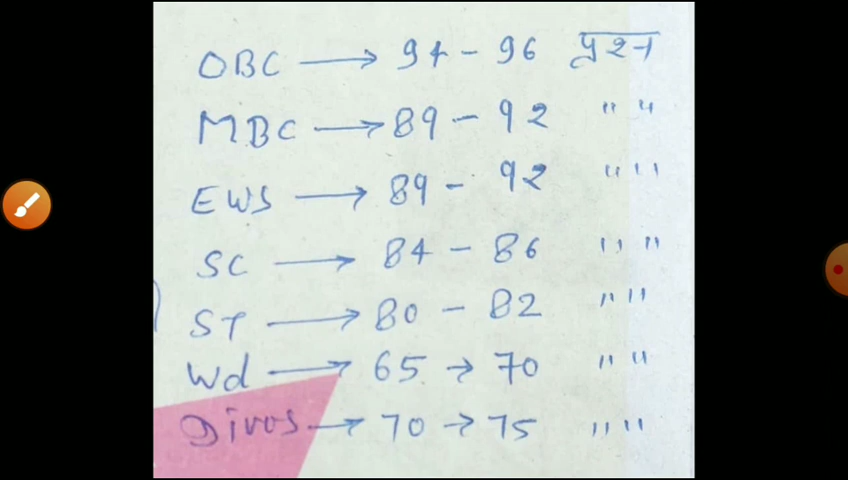 OBC → 94 - 96 प्रश्न
MBC → 89 - 92 " "
EWS → 89 - 92 " "
SC → 84 - 86 " "
ST → 80 - 82 " "
Wd → 65 → 70 " "
Divos → 70 → 75 " "